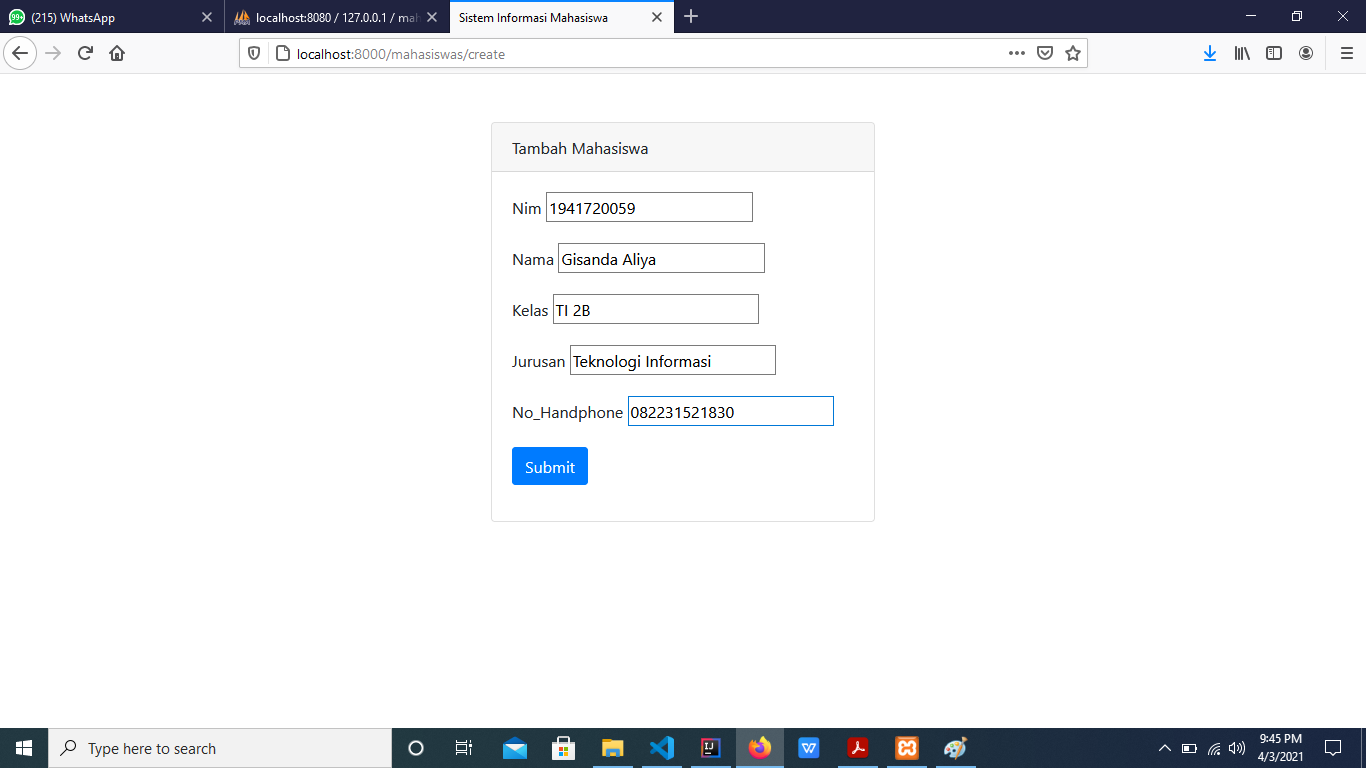 (215) WhatsApp
localhost:8080 / 127.0.0.1 / mah
Sistem Informasi Mahasiswa
localhost:8000/mahasiswas/create
Tambah Mahasiswa
Nim 1941720059
Nama Gisanda Aliya
Kelas TI 2B
Jurusan Teknologi Informasi
No_Handphone 082231521830
Submit
Type here to search
9:45 PM
4/3/2021